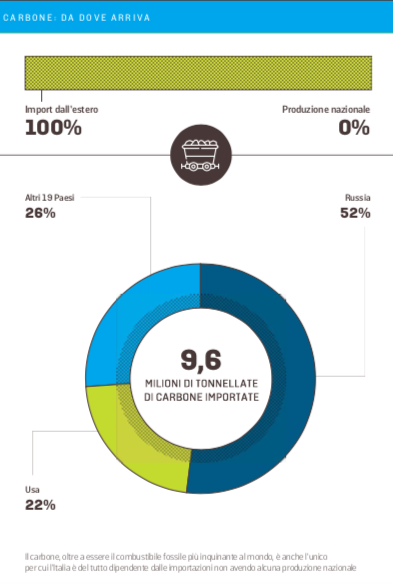 CARBONE: DA DOVE ARRIVA
Import dall'estero
100%
Produzione nazionale
0%
Altri 19 Paesi
26%
Russia
52%
9,6
MILIONI DI TONNELLATE
DI CARBONE IMPORTATE
Usa
22%
Il carbone, oltre a essere il combustibile fossile più inquinante al mondo, è anche l'unico
per cui l'Italia è del tutto dipendente dalle importazioni non avendo alcuna produzione nazionale